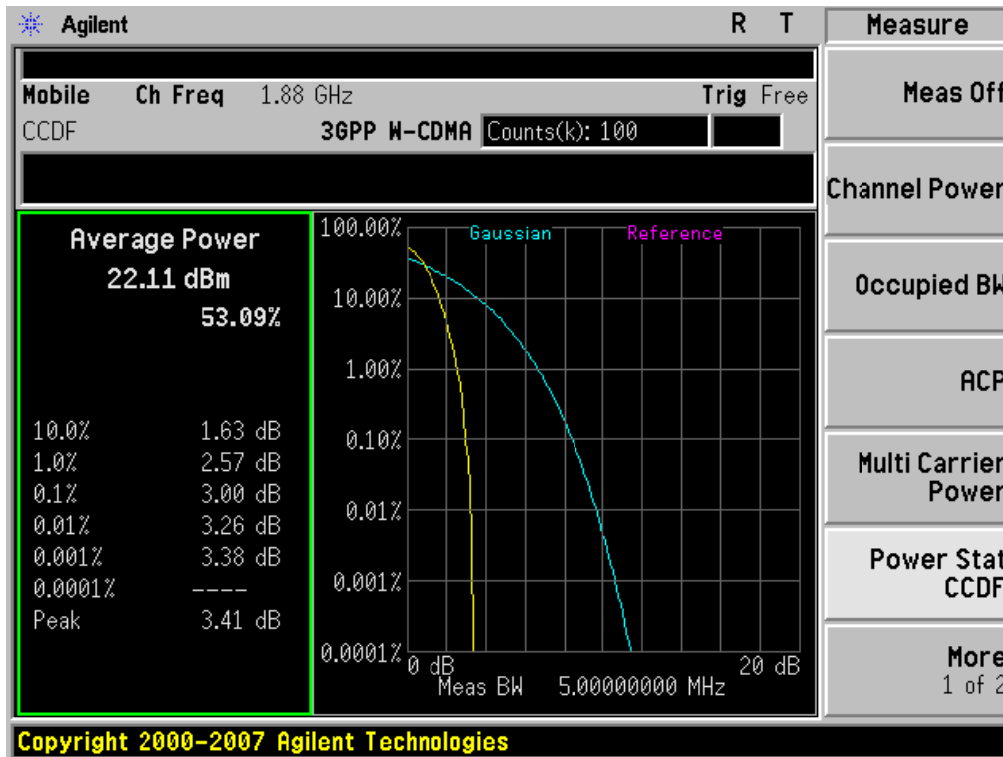 Agilent R T Measure
Mobile Ch Freq 1.88 GHz Trig Free
CCDF 3GPP W-CDMA Counts(k): 100
Average Power
22.11 dBm
53.09%
10.0% 1.63 dB
1.0% 2.57 dB
0.1% 3.00 dB
0.01% 3.26 dB
0.001% 3.38 dB
0.0001% ----
Peak 3.41 dB
100.00% Gaussian Reference
10.00%
1.00%
0.10%
0.01%
0.001%
0.0001% 0 dB 20 dB
Meas BW 5.00000000 MHz
Meas Off
Channel Power
Occupied BW
ACP
Multi Carrier
Power
Power Stat
CCDF
More
1 of 2
Copyright 2000-2007 Agilent Technologies